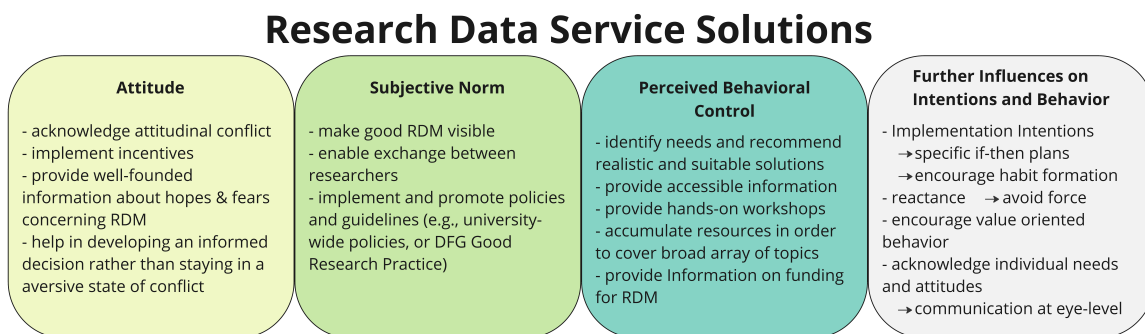 Research Data Service Solutions
Attitude
- acknowledge attitudinal conflict
- implement incentives
- provide well-founded
information about hopes & fears
concerning RDM
- help in developing an informed
decision rather than staying in a
aversive state of conflict
Subjective Norm
- make good RDM visible
- enable exchange between
researchers
- implement and promote policies
and guidelines (e.g., university-
wide policies, or DFG Good
Research Practice)
Perceived Behavioral
Control
- identify needs and recommend
realistic and suitable solutions
- provide accessible information
- provide hands-on workshops
- accumulate resources in order
to cover broad array of topics
- provide Information on funding
for RDM
Further Influences on
Intentions and Behavior
- Implementation Intentions
→specific if-then plans
→encourage habit formation
- reactance →avoid force
- encourage value oriented
behavior
- acknowledge individual needs
and attitudes
→communication at eye-level